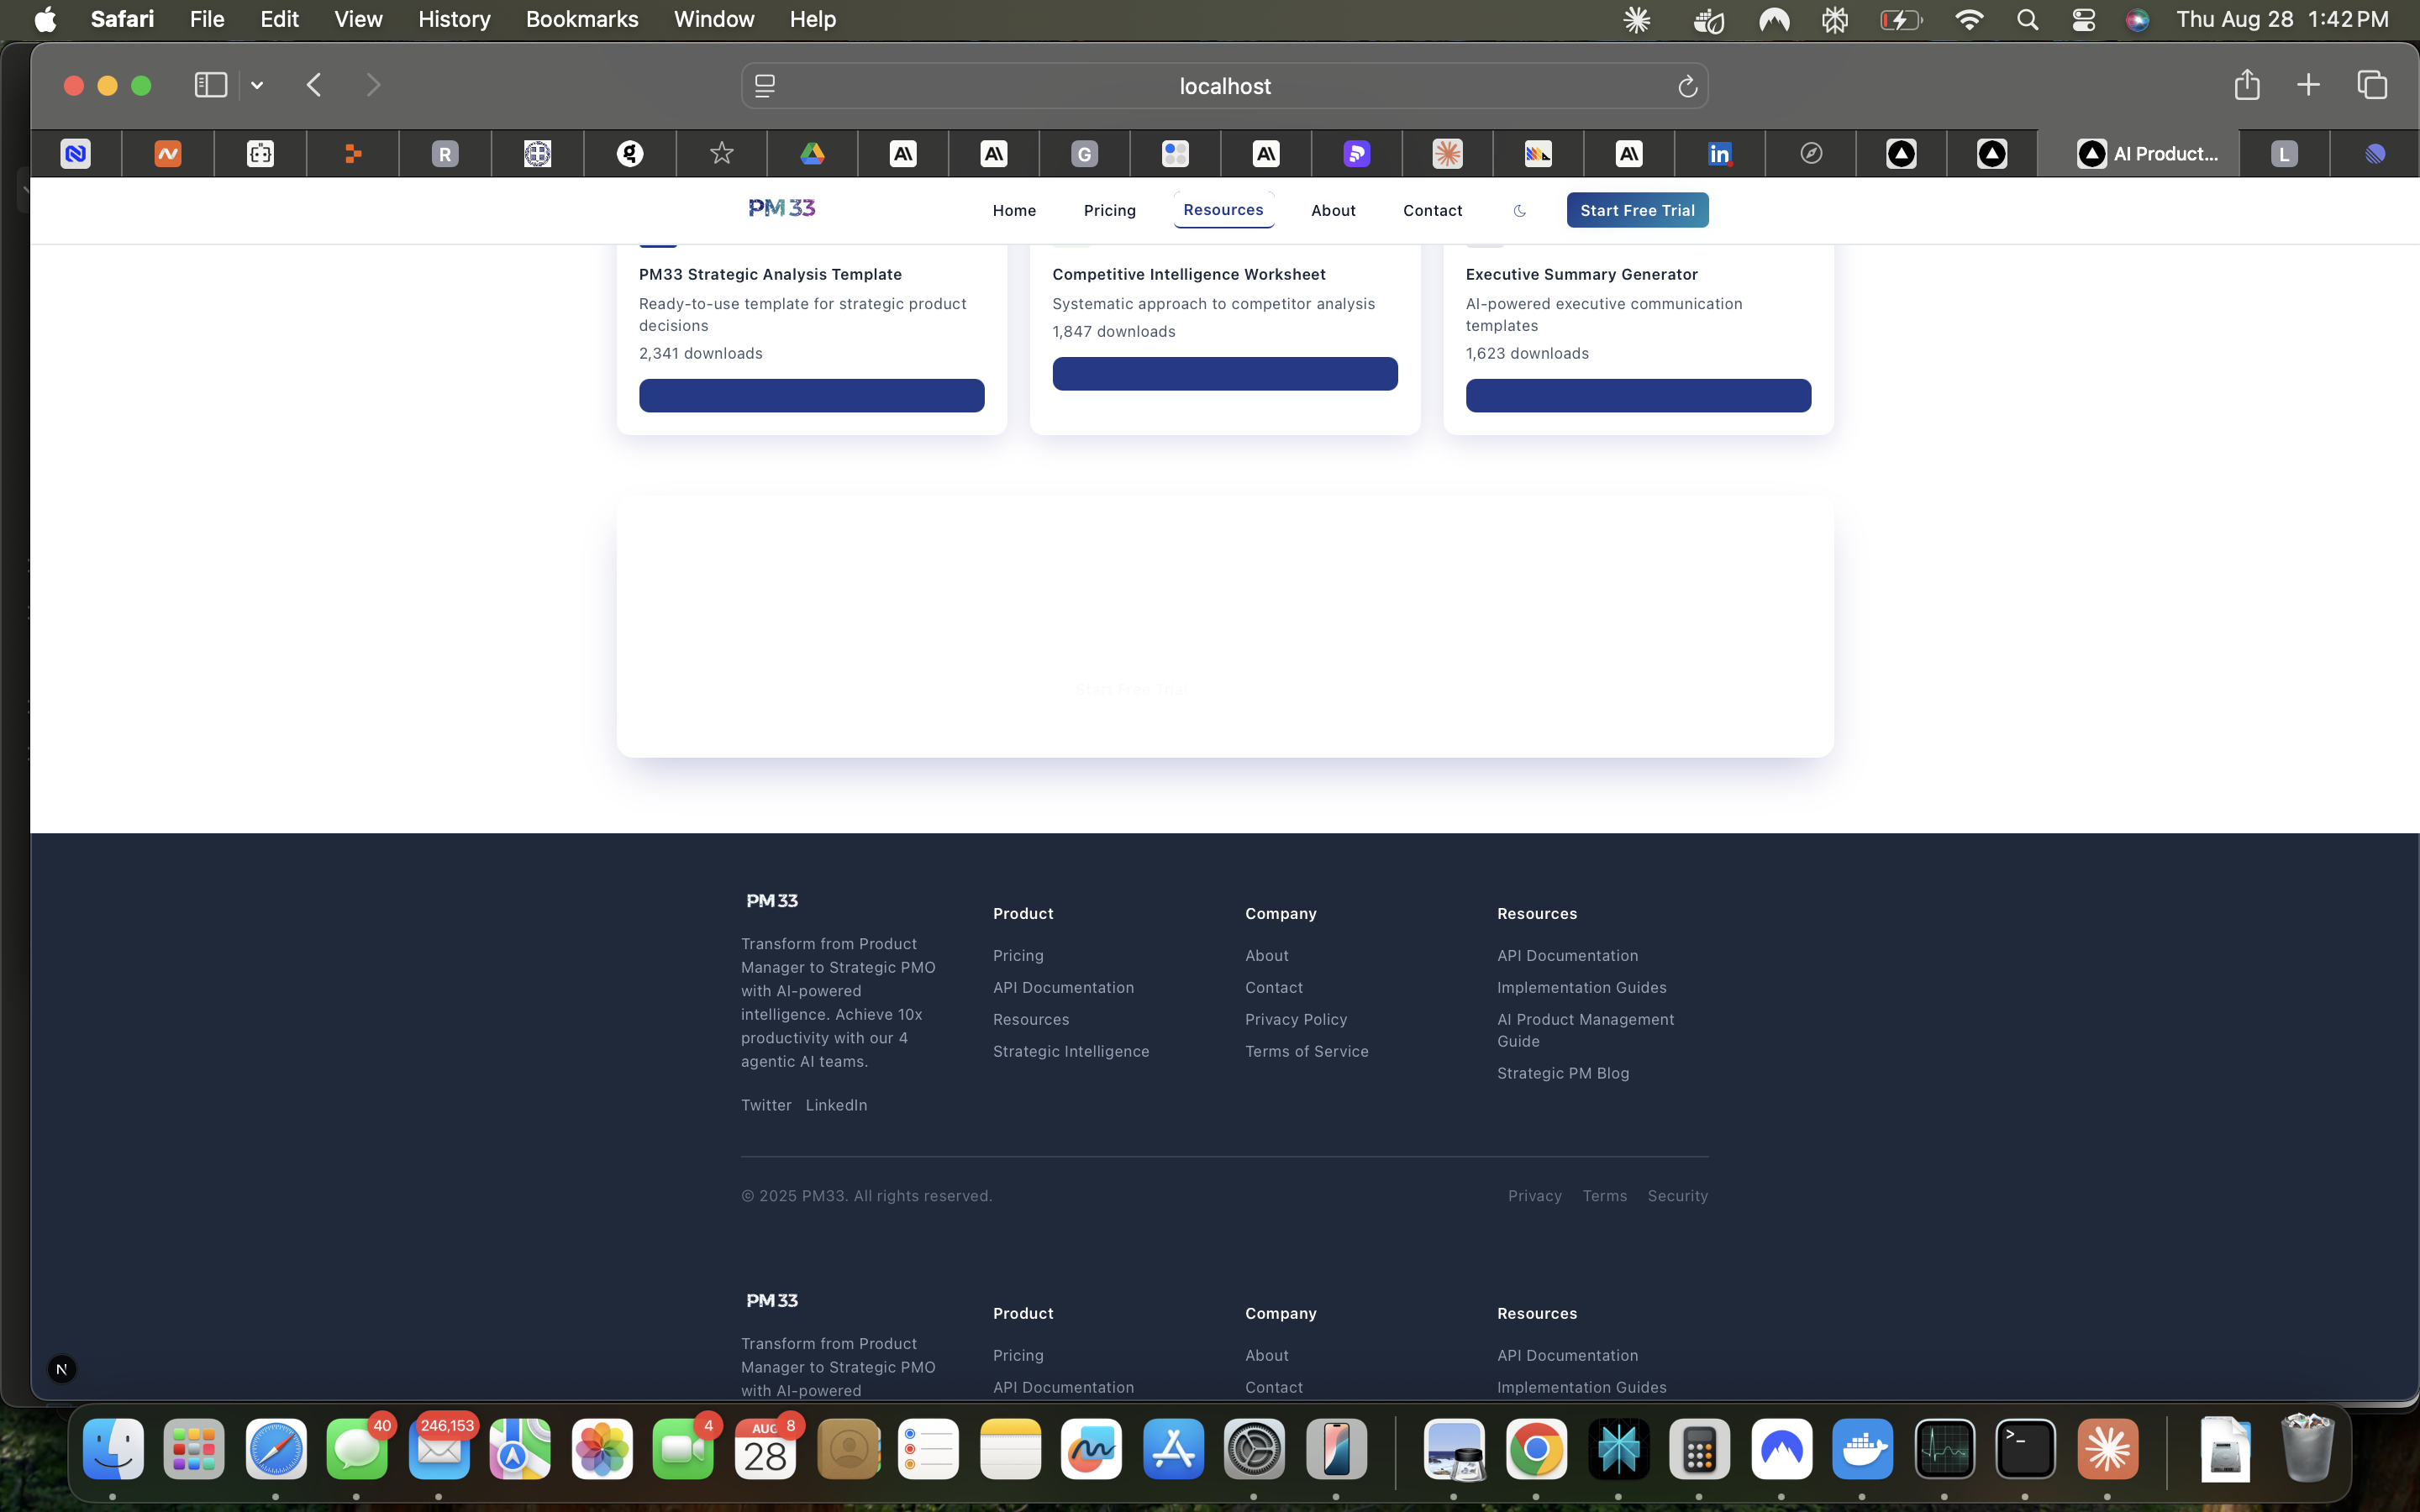 Safari File Edit View History Bookmarks Window Help Thu Aug 28 1:42 PM
localhost
R G in AI Product... L
PM33 Home Pricing Resources About Contact Start Free Trial
PM33 Strategic Analysis Template
Ready-to-use template for strategic product
decisions
2,341 downloads
Competitive Intelligence Worksheet
Systematic approach to competitor analysis
1,847 downloads
Executive Summary Generator
AI-powered executive communication
templates
1,623 downloads
Start Free Trial
PM33
Transform from Product
Manager to Strategic PMO
with AI-powered
intelligence. Achieve 10x
productivity with our 4
agentic AI teams.
Twitter LinkedIn
Product
Pricing
API Documentation
Resources
Strategic Intelligence
Company
About
Contact
Privacy Policy
Terms of Service
Resources
API Documentation
Implementation Guides
AI Product Management
Guide
Strategic PM Blog
© 2025 PM33. All rights reserved. Privacy Terms Security
PM33
Transform from Product
Manager to Strategic PMO
with AI-powered
Product
Pricing
API Documentation
Company
About
Contact
Resources
API Documentation
Implementation Guides
N
40 246,153 4 AUG 8
28